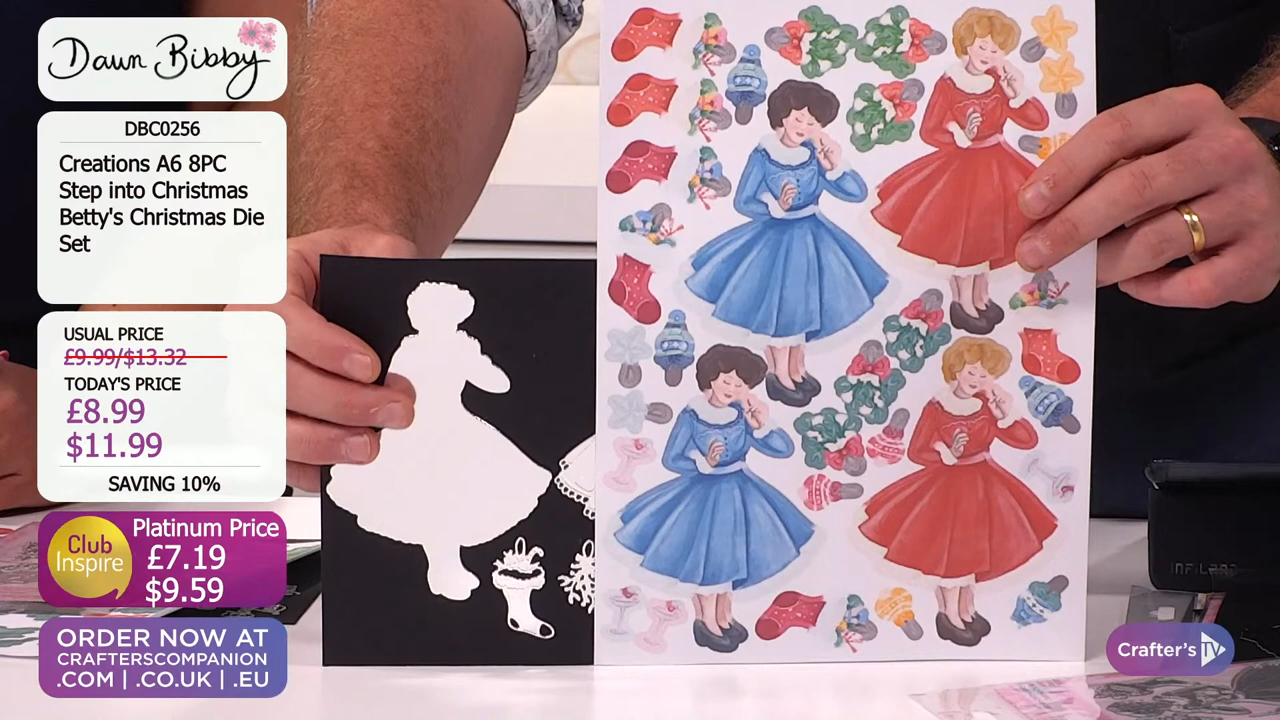 Dawn Bibby
DBC0256
Creations A6 8PC
Step into Christmas
Betty's Christmas Die
Set
USUAL PRICE
£9.99/$13.32
TODAY'S PRICE
£8.99
$11.99
SAVING 10%
Club
Inspire
Platinum Price
£7.19
$9.59
ORDER NOW AT
CRAFTERSCOMPANION
.COM | .CO.UK | .EU
Crafter's TV